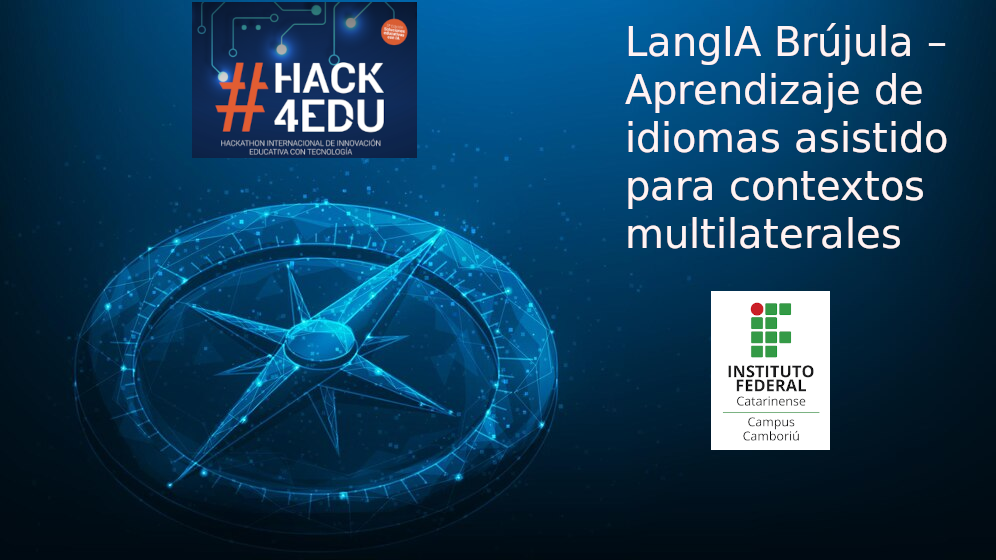 #HACK
4EDU
HACKATHON INTERNACIONAL DE INNOVACIÓN
EDUCATIVA CON TECNOLOGÍA
LangIA Brújula –
Aprendizaje de
idiomas asistido
para contextos
multilaterales
INSTITUTO
FEDERAL
Catarinense
Campus
Camboriú